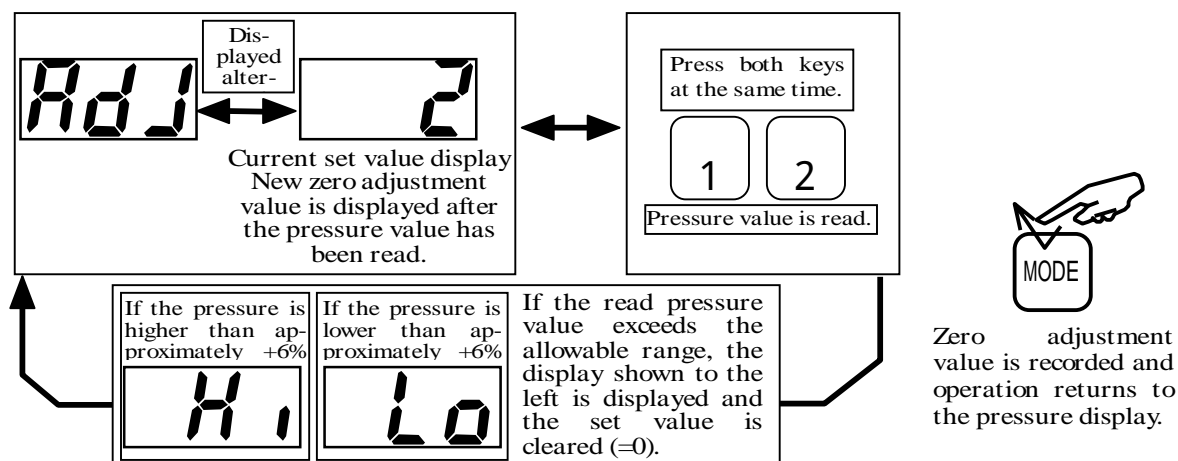 Dis-
played
alter-
Adj
2
Current set value display
New zero adjustment
value is displayed after
the pressure value has
been read.
Press both keys
at the same time.
1 2
Pressure value is read.
If the pressure is
higher than ap-
proximately +6%
Hi
If the pressure is
lower than ap-
proximately +6%
Lo
If the read pressure
value exceeds the
allowable range, the
display shown to the
left is displayed and
the set value is
cleared (=0).
MODE
Zero adjustment
value is recorded and
operation returns to
the pressure display.